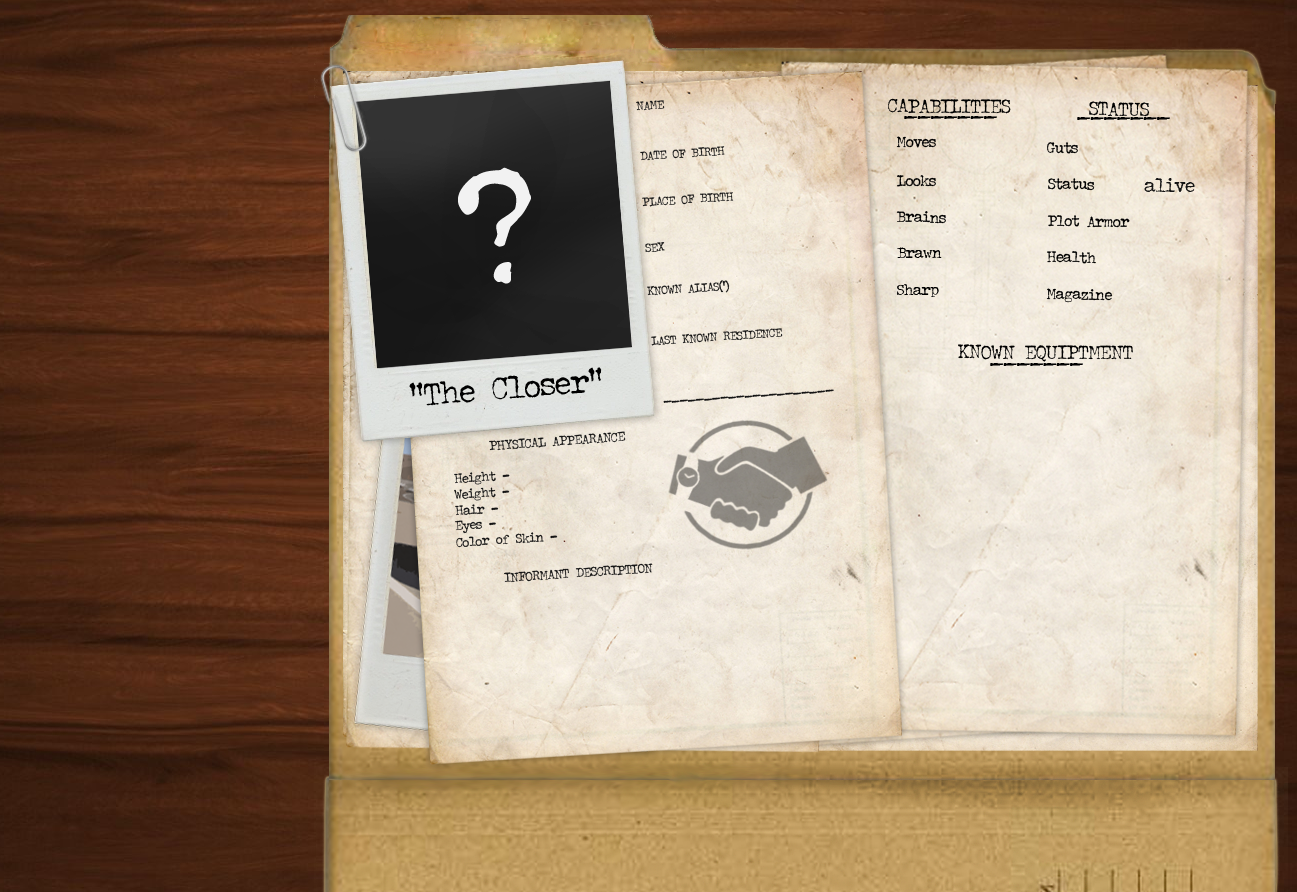 "The Closer"
NAME
DATE OF BIRTH
PLACE OF BIRTH
SEX
KNOWN ALIAS(')
LAST KNOWN RESIDENCE
PHYSICAL APPEARANCE
Height -
Weight -
Hair -
Eyes -
Color of Skin - .
INFORMANT DESCRIPTION
CAPABILITIES
Moves
Looks
Brains
Brawn
Sharp
STATUS
Guts
Status alive
Plot Armor
Health
Magazine
KNOWN EQUIPTMENT